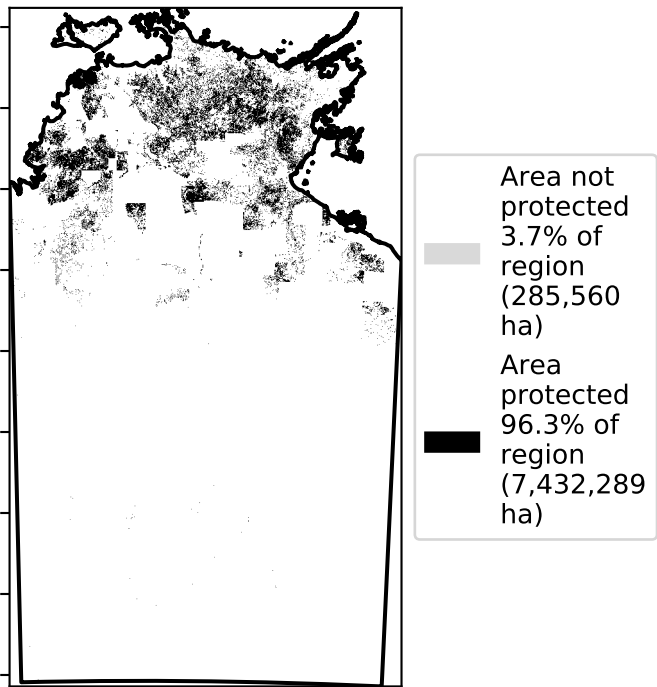 Area not
protected
3.7% of
region
(285,560
ha)
Area
protected
96.3% of
region
(7,432,289
ha)